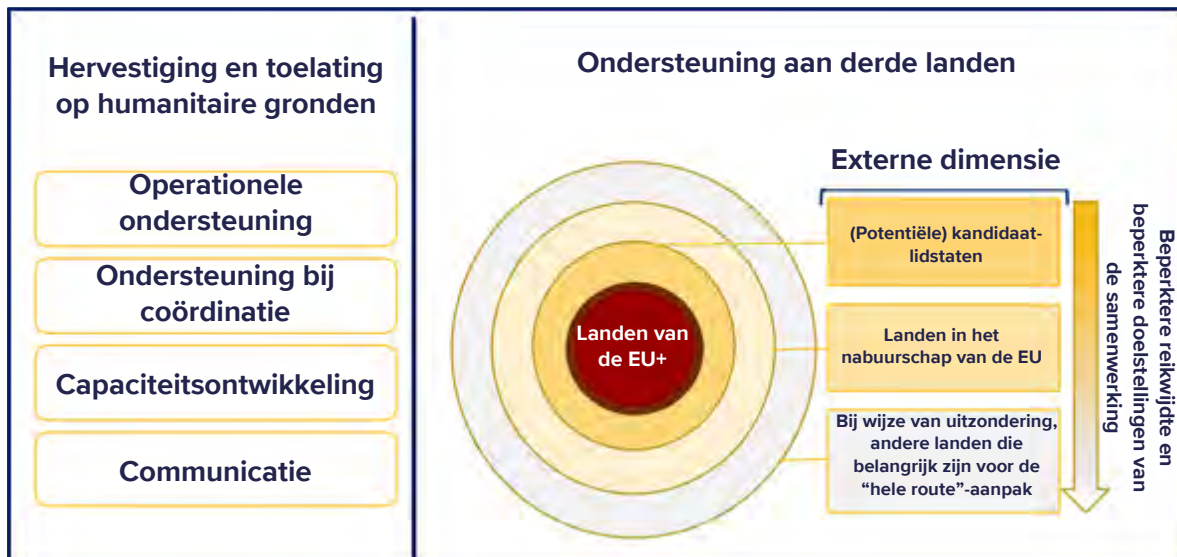 Hervestiging en toelating
op humanitaire gronden
Operationele
ondersteuning
Ondersteuning bij
coördinatie
Capaciteitsontwikkeling
Communicatie
Ondersteuning aan derde landen
Landen van
de EU+
Externe dimensie
(Potentiële) kandidaat-
lidstaten
Landen in het
nabuurschap van de EU
Bij wijze van uitzondering,
andere landen die
belangrijk zijn voor de
“hele route”-aanpak
Beperktere reikwijdte en
beperktere doelstellingen van
de samenwerking